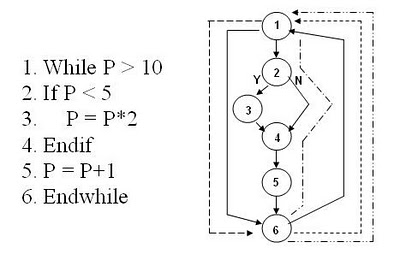 1. While P > 10
2. If P < 5
3. P = P*2
4. Endif
5. P = P+1
6. Endwhile
1
2
Y
N
3
4
5
6